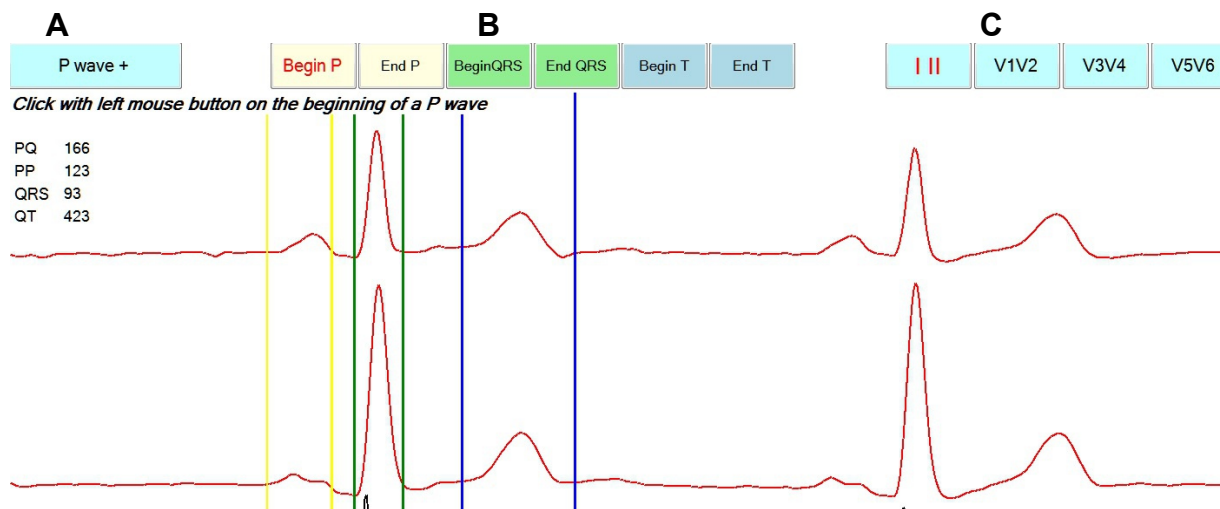 A B C
P wave + Begin P End P BeginQRS End QRS Begin T End T I II V1V2 V3V4 V5V6
Click with left mouse button on the beginning of a P wave
PQ 166
PP 123
QRS 93
QT 423